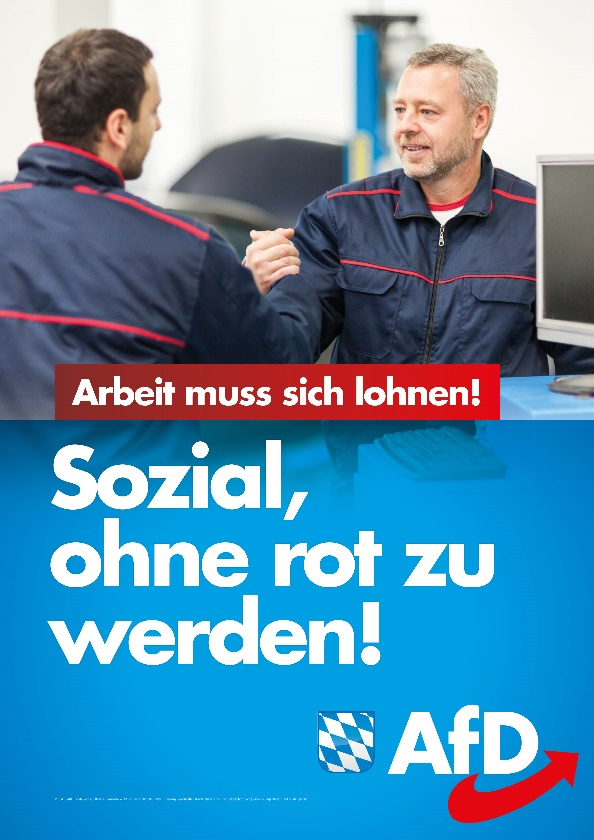 Arbeit muss sich lohnen!
Sozial,
ohne rot zu
werden!
AfD